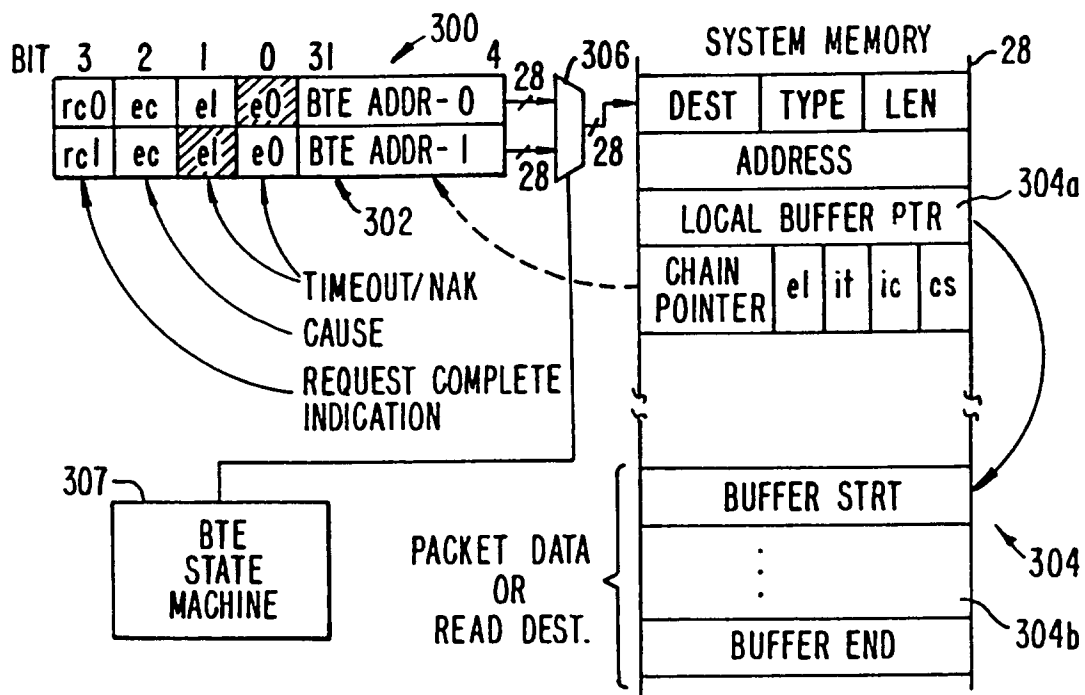 300
BIT 3 2 1 0 31 4
rc0 ec e1 e0 BTE ADDR-0
rc1 ec e1 e0 BTE ADDR-1
28
28
306
28
302
TIMEOUT/NAK
CAUSE
REQUEST COMPLETE
INDICATION
307
BTE
STATE
MACHINE
SYSTEM MEMORY
28
DEST TYPE LEN
ADDRESS
LOCAL BUFFER PTR
304a
CHAIN
POINTER
el it ic cs
BUFFER STRT
PACKET DATA
OR
READ DEST.
304
304b
BUFFER END